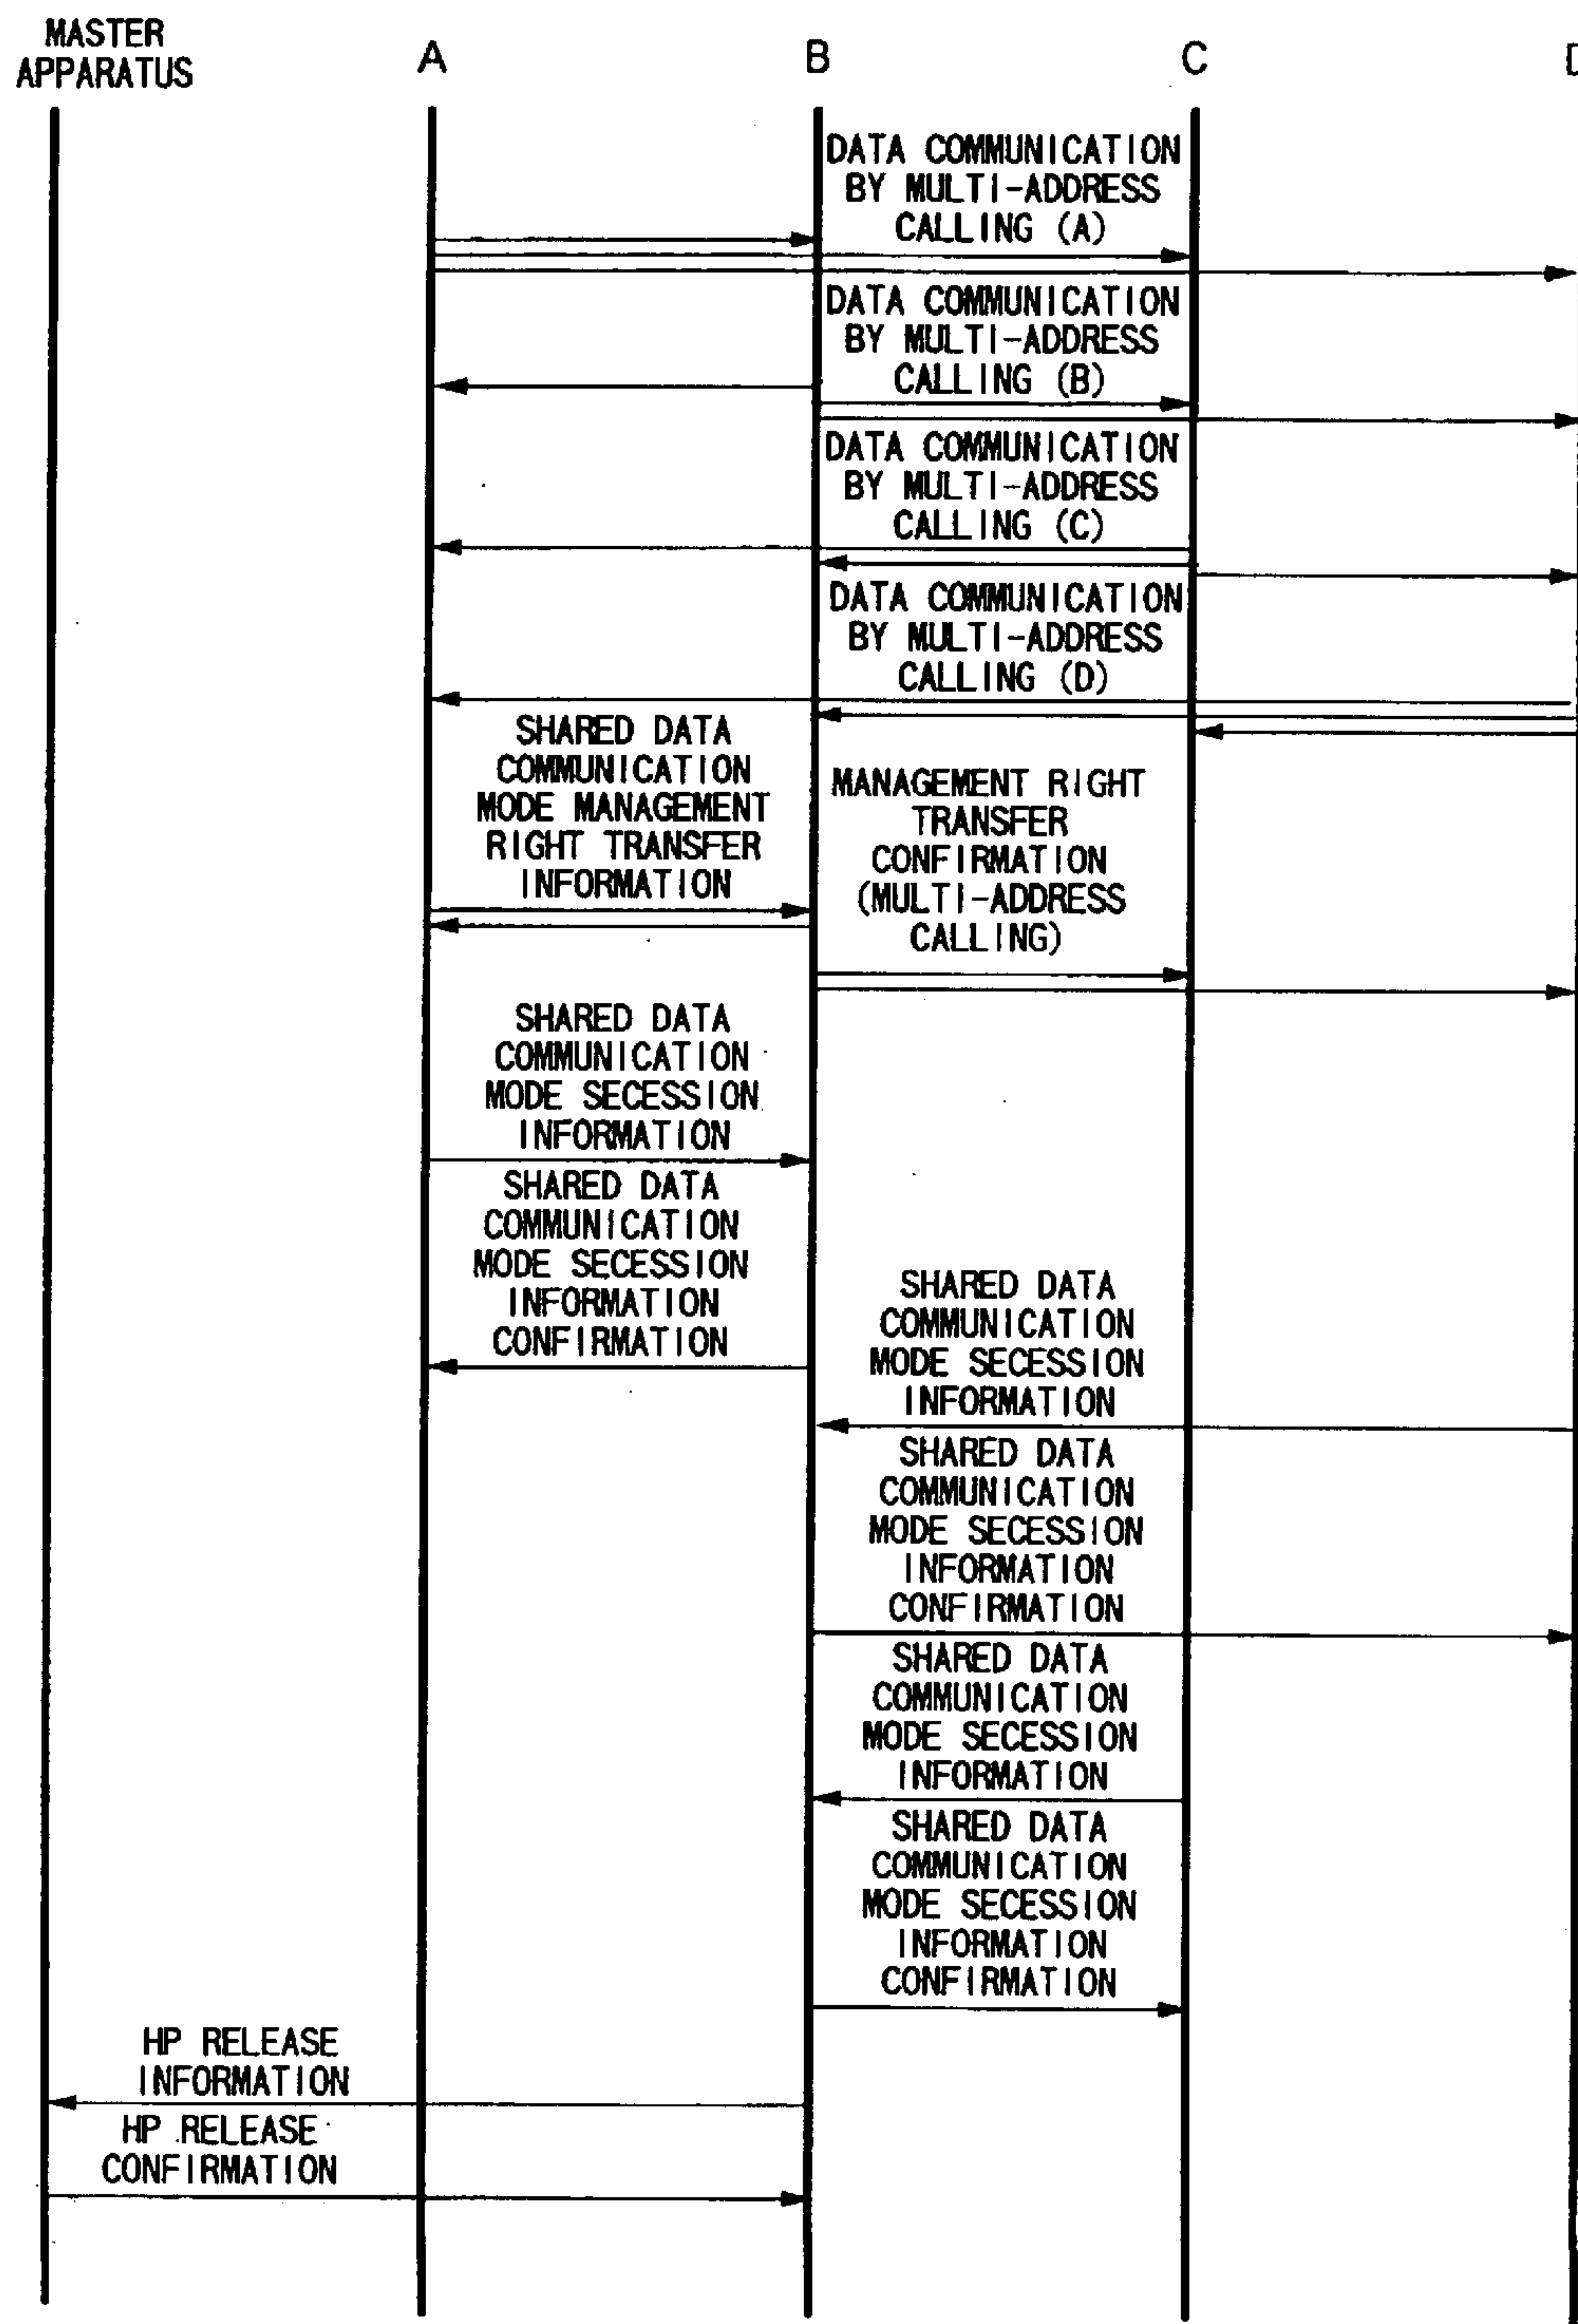 MASTER
APPARATUS
A
B
C
D
DATA COMMUNICATION
BY MULTI-ADDRESS
CALLING (A)
DATA COMMUNICATION
BY MULTI-ADDRESS
CALLING (B)
DATA COMMUNICATION
BY MULTI-ADDRESS
CALLING (C)
DATA COMMUNICATION
BY MULTI-ADDRESS
CALLING (D)
SHARED DATA
COMMUNICATION
MODE MANAGEMENT
RIGHT TRANSFER
INFORMATION
MANAGEMENT RIGHT
TRANSFER
CONFIRMATION
(MULTI-ADDRESS
CALLING)
SHARED DATA
COMMUNICATION
MODE SECESSION
INFORMATION
SHARED DATA
COMMUNICATION
MODE SECESSION
INFORMATION
CONFIRMATION
SHARED DATA
COMMUNICATION
MODE SECESSION
INFORMATION
SHARED DATA
COMMUNICATION
MODE SECESSION
INFORMATION
CONFIRMATION
SHARED DATA
COMMUNICATION
MODE SECESSION
INFORMATION
SHARED DATA
COMMUNICATION
MODE SECESSION
INFORMATION
CONFIRMATION
HP RELEASE
INFORMATION
HP RELEASE
CONFIRMATION